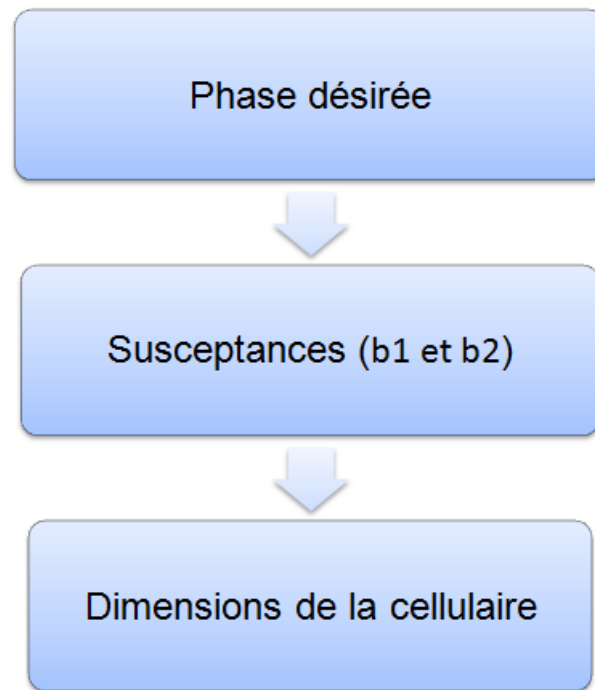 Phase désirée
Susceptances (b1 et b2)
Dimensions de la cellulaire